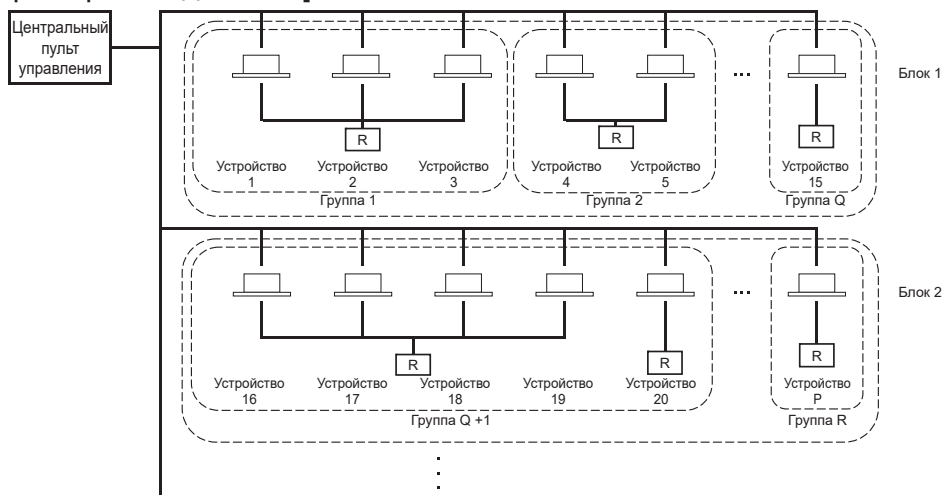 Центральный
пульт
управления
Блок 1
R
R
R
Устройство
1
Устройство
2
Устройство
3
Устройство
4
Устройство
5
...
Устройство
15
Группа 1
Группа 2
Группа Q
Блок 2
...
R
R
R
Устройство
16
Устройство
17
Устройство
18
Устройство
19
Устройство
20
Устройство
P
Группа Q +1
Группа R